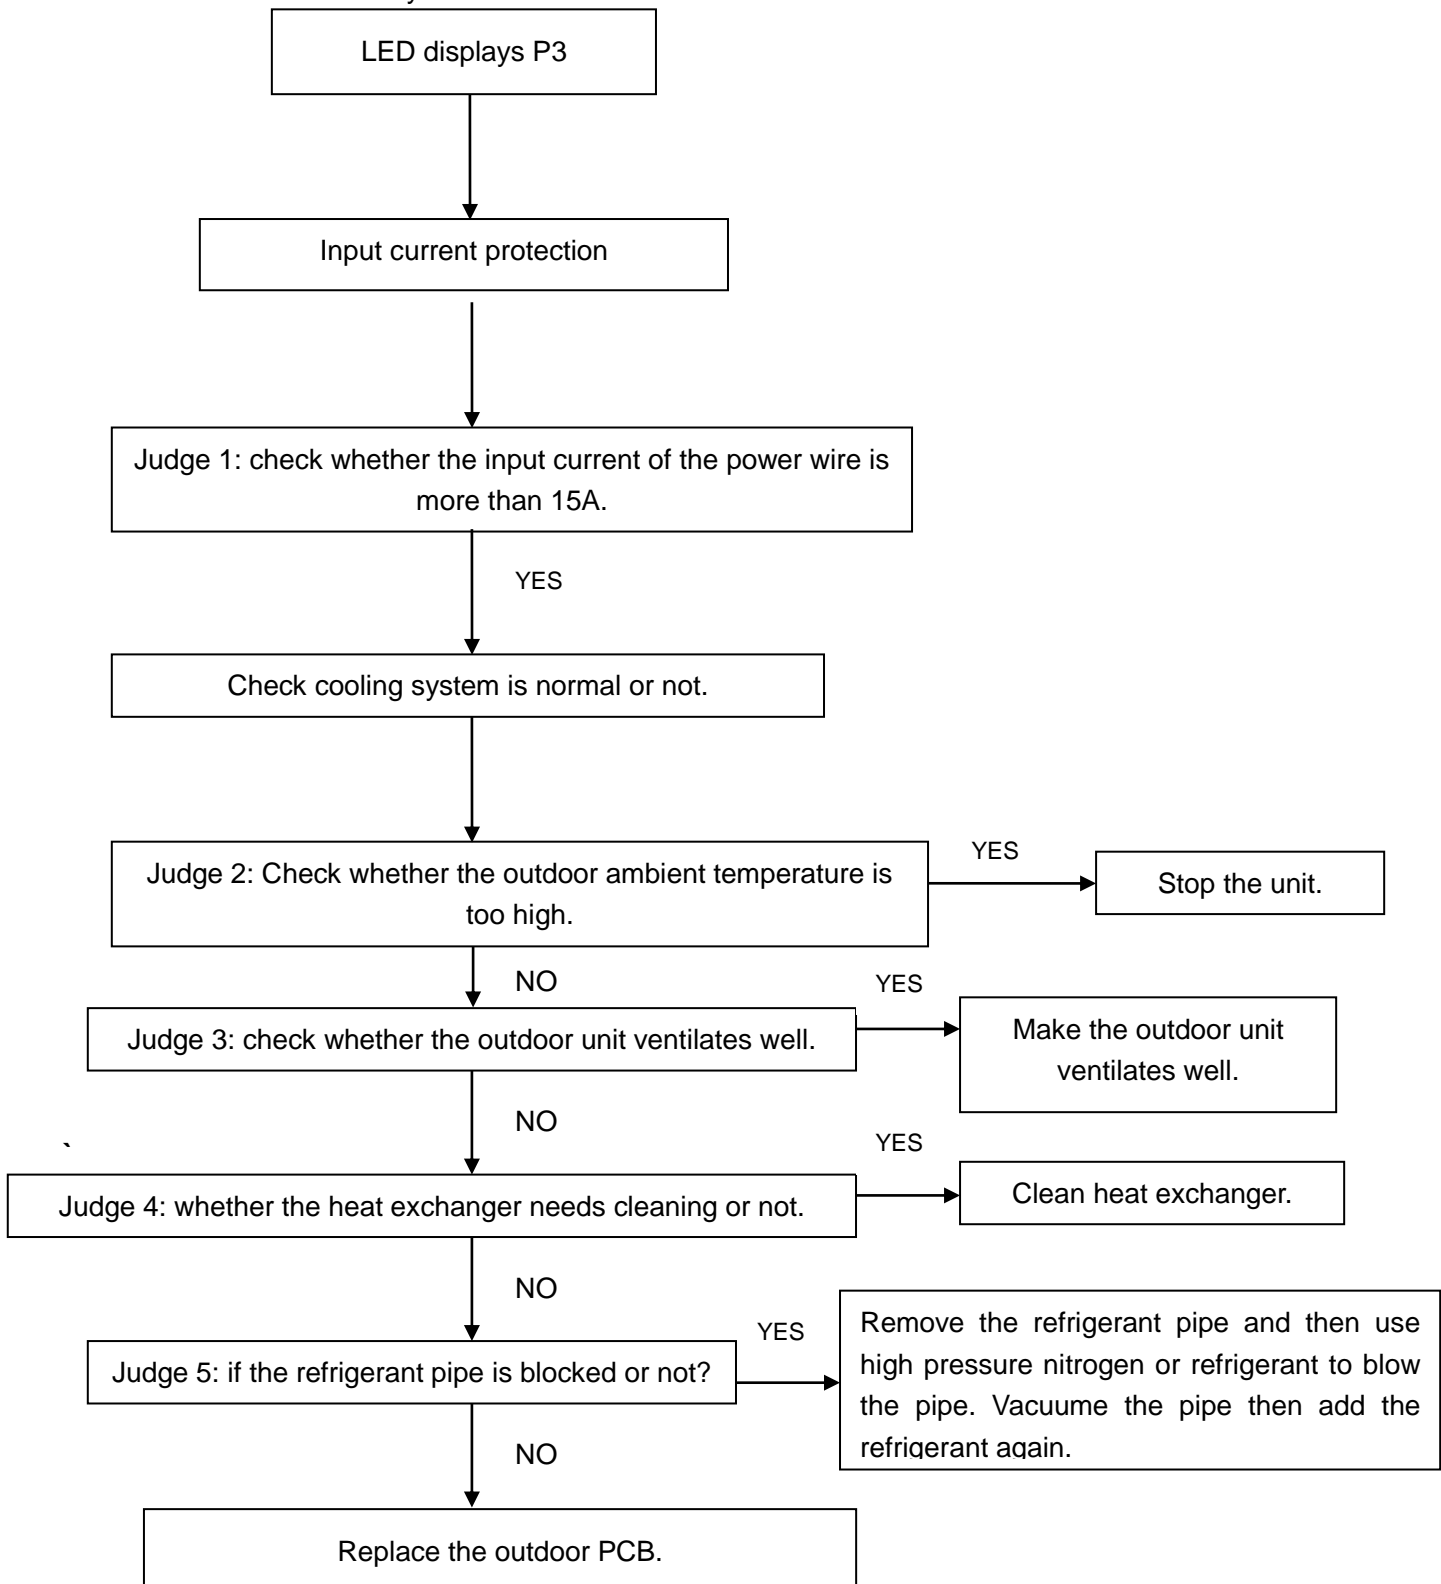 LED displays P3
Input current protection
Judge 1: check whether the input current of the power wire is
more than 15A.
YES
Check cooling system is normal or not.
Judge 2: Check whether the outdoor ambient temperature is
too high.
YES
Stop the unit.
NO
YES
Judge 3: check whether the outdoor unit ventilates well.
Make the outdoor unit
ventilates well.
NO
YES
`
Judge 4: whether the heat exchanger needs cleaning or not.
Clean heat exchanger.
NO
YES
Judge 5: if the refrigerant pipe is blocked or not?
Remove the refrigerant pipe and then use
high pressure nitrogen or refrigerant to blow
the pipe. Vacuume the pipe then add the
refrigerant again.
NO
Replace the outdoor PCB.